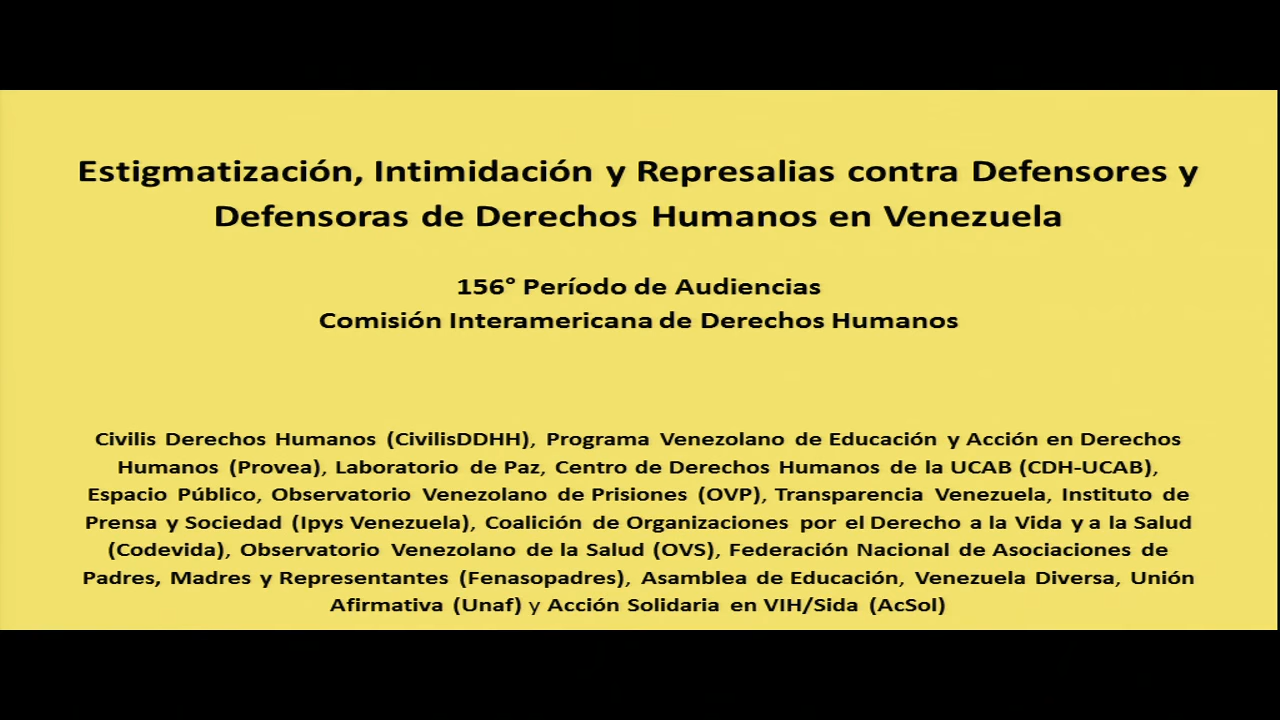 Estigmatización, Intimidación y Represalias contra Defensores y
Defensoras de Derechos Humanos en Venezuela
156° Período de Audiencias
Comisión Interamericana de Derechos Humanos
Civilis Derechos Humanos (CivilisDDHH), Programa Venezolano de Educación y Acción en Derechos
Humanos (Provea), Laboratorio de Paz, Centro de Derechos Humanos de la UCAB (CDH-UCAB),
Espacio Público, Observatorio Venezolano de Prisiones (OVP), Transparencia Venezuela, Instituto de
Prensa y Sociedad (Ipys Venezuela), Coalición de Organizaciones por el Derecho a la Vida y a la Salud
(Codevida), Observatorio Venezolano de la Salud (OVS), Federación Nacional de Asociaciones de
Padres, Madres y Representantes (Fenasopadres), Asamblea de Educación, Venezuela Diversa, Unión
Afirmativa (Unaf) y Acción Solidaria en VIH/Sida (AcSol)